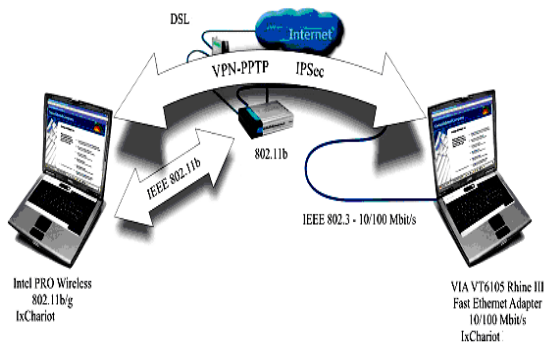 DSL
Internet
VPN-PPTP IPSec
802.11b
IEEE 802.11b
IEEE 802.3 - 10/100 Mbit/s
Intel PRO Wireless
802.11b/g
IxChariot
VIA VT6105 Rhine III
Fast Ethernet Adapter
10/100 Mbit/s
IxChariot